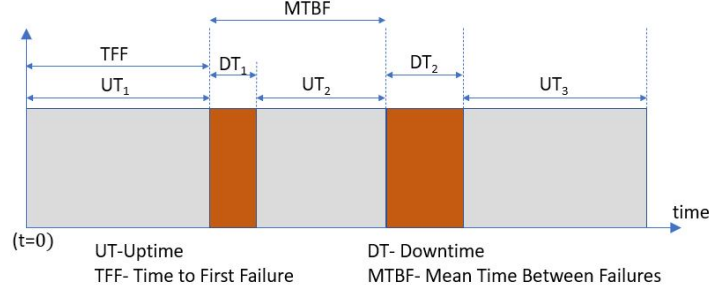 MTBF
TFF
DT1
DT2
UT1
UT2
UT3
time
(t=0)
UT-Uptime
DT- Downtime
TFF- Time to First Failure
MTBF- Mean Time Between Failures